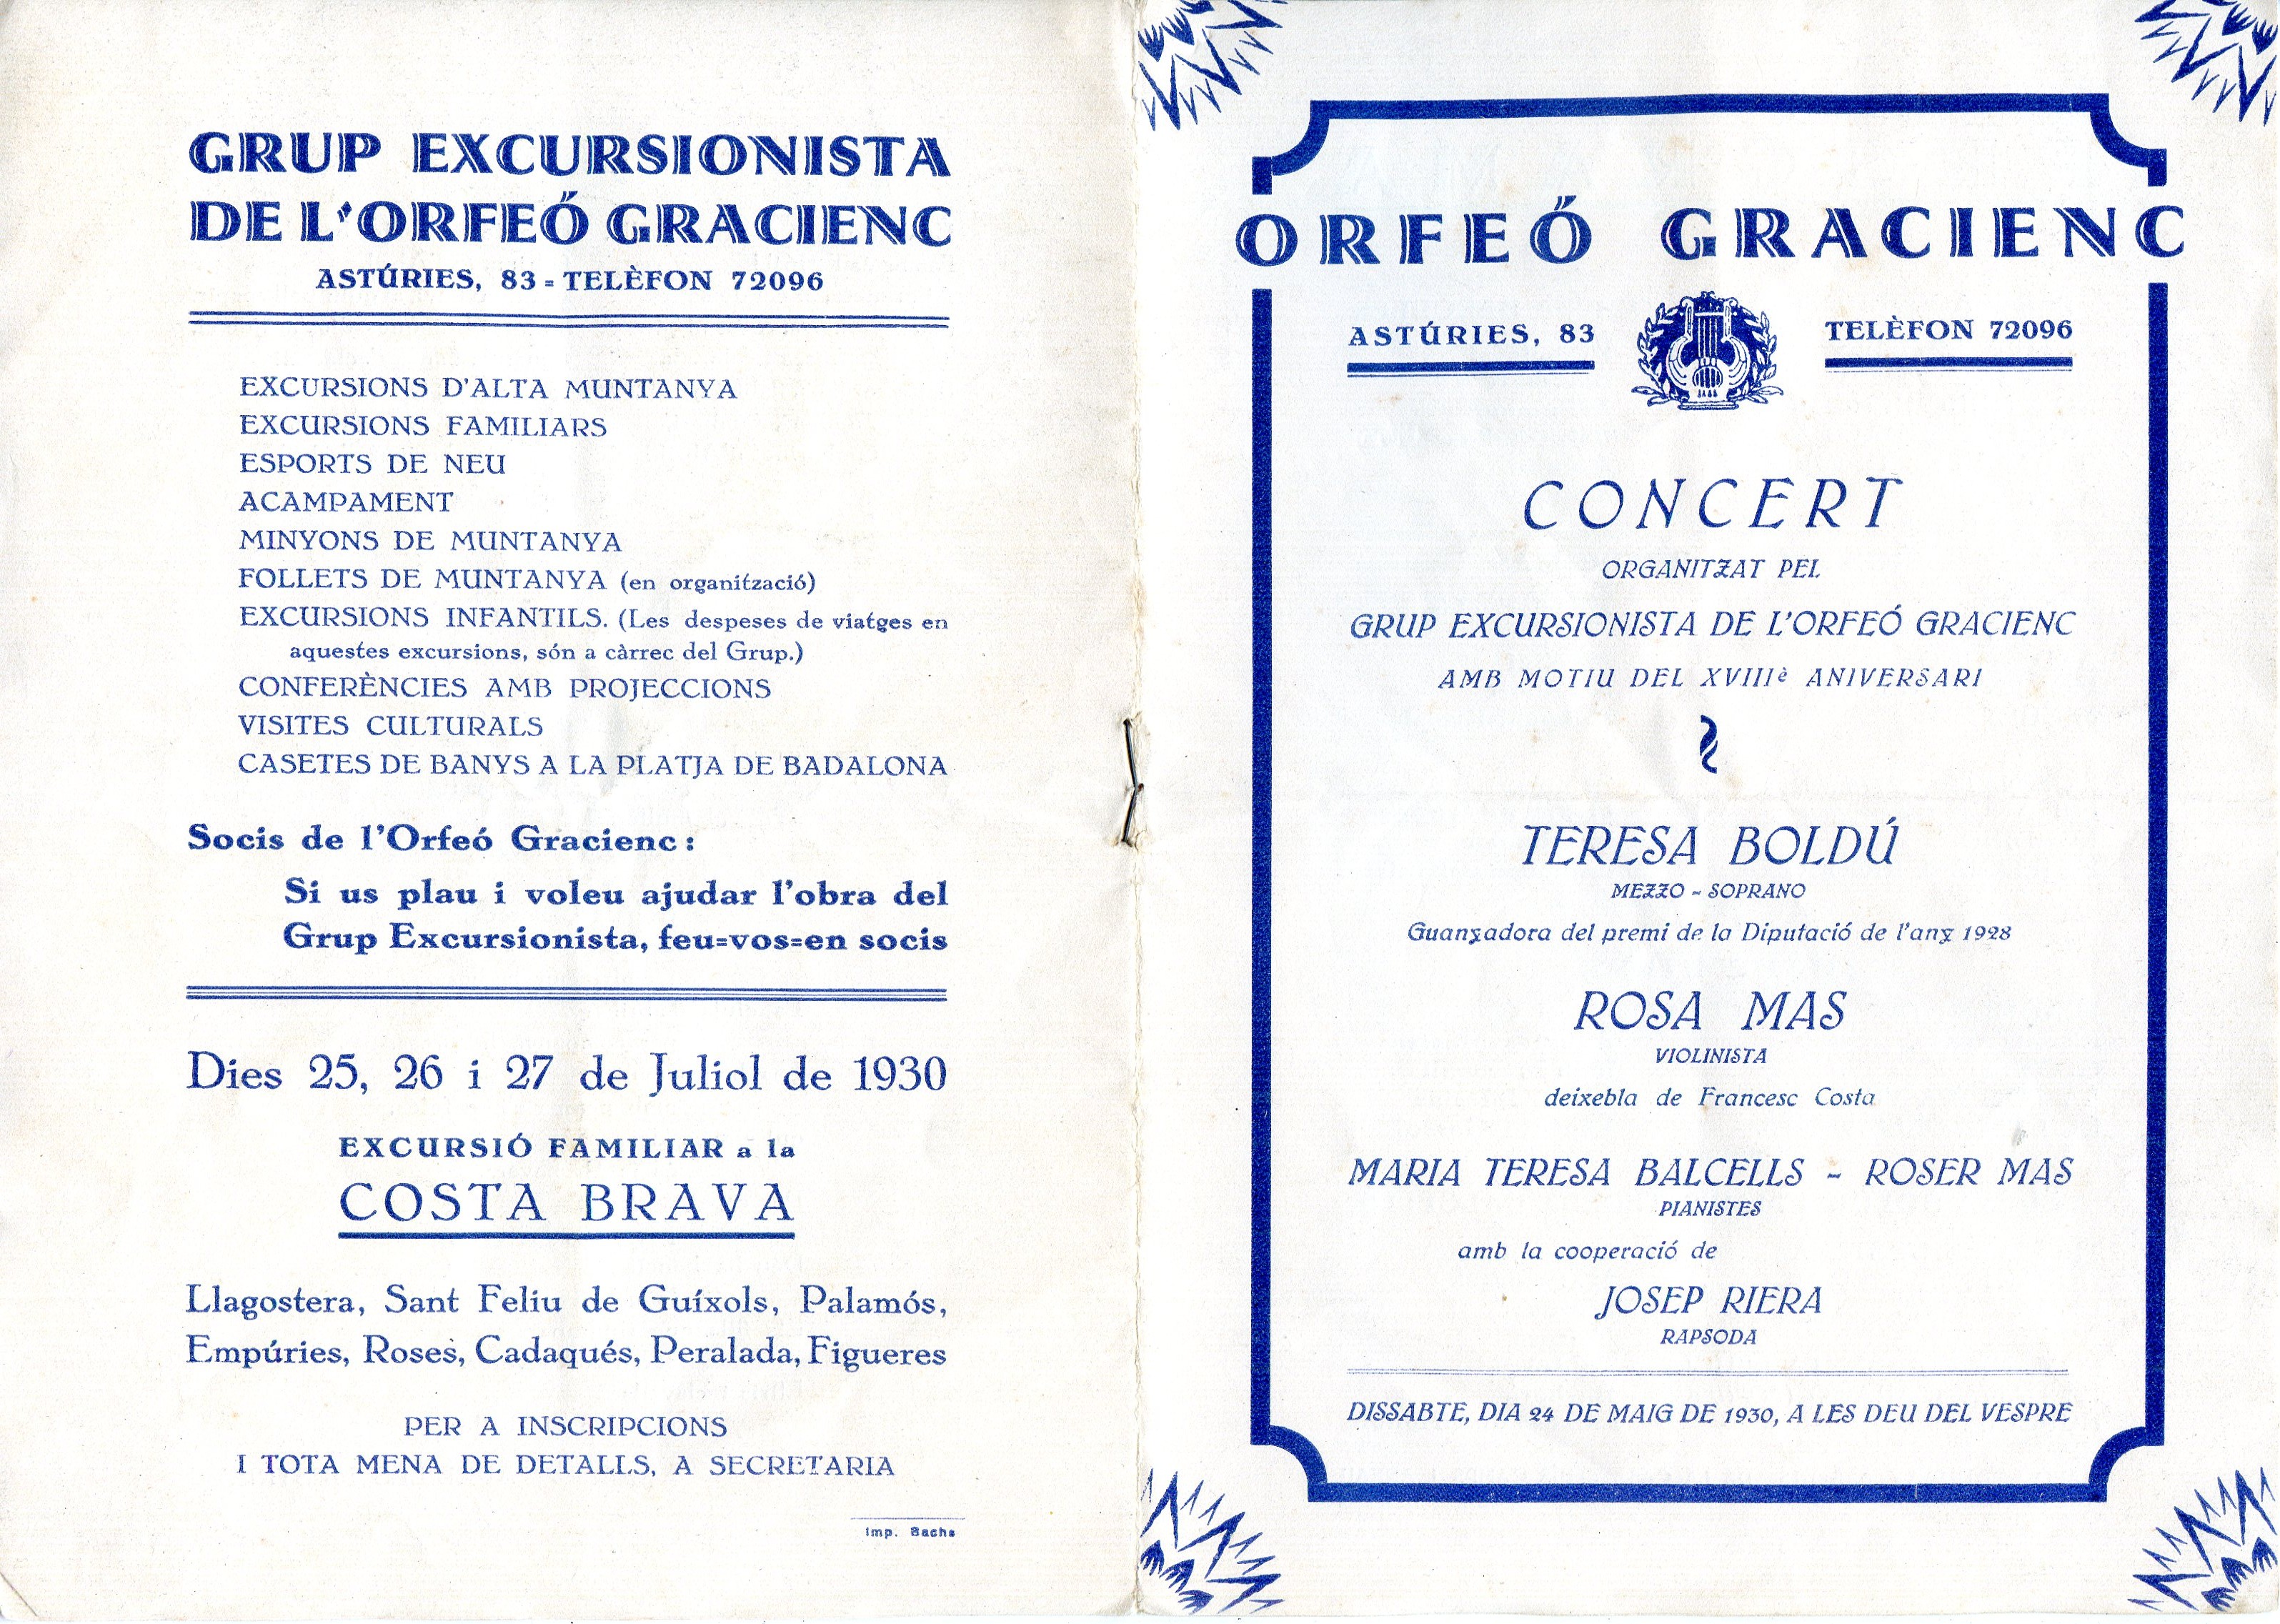 GRUP EXCURSIONISTA
DE L'ORFEÓ GRACIENC
ASTÚRIES, 83 = TELÈFON 72096
EXCURSIONS D'ALTA MUNTANYA
EXCURSIONS FAMILIARS
ESPORTS DE NEU
ACAMPAMENT
MINYONS DE MUNTANYA
FOLLETS DE MUNTANYA (en organització)
EXCURSIONS INFANTILS. (Les despeses de viatges en
aquestes excursions, són a càrrec del Grup.)
CONFERÈNCIES AMB PROJECCIONS
VISITES CULTURALS
CASETES DE BANYS A LA PLATJA DE BADALONA
Socis de l'Orfeó Gracienc:
Si us plau i voleu ajudar l'obra del
Grup Excursionista, feu=vos=en socis
Dies 25, 26 i 27 de Juliol de 1930
EXCURSIÓ FAMILIAR a la
COSTA BRAVA
Llagostera, Sant Feliu de Guíxols, Palamós,
Empúries, Roses, Cadaqués, Peralada, Figueres
PER A INSCRIPCIONS
I TOTA MENA DE DETALLS, A SECRETARIA
Imp. Bachs
ORFEÓ GRACIENC
ASTÚRIES, 83
TELÈFON 72096
CONCERT
ORGANITZAT PEL
GRUP EXCURSIONISTA DE L'ORFEÓ GRACIENC
AMB MOTIU DEL XVIIIè ANIVERSARI
TERESA BOLDÚ
MEZZO - SOPRANO
Guanyadora del premi de la Diputació de l'any 1928
ROSA MAS
VIOLINISTA
deixebla de Francesc Costa
MARIA TERESA BALCELLS - ROSER MAS
PIANISTES
amb la cooperació de
JOSEP RIERA
RAPSODA
DISSABTE, DIA 24 DE MAIG DE 1930, A LES DEU DEL VESPRE